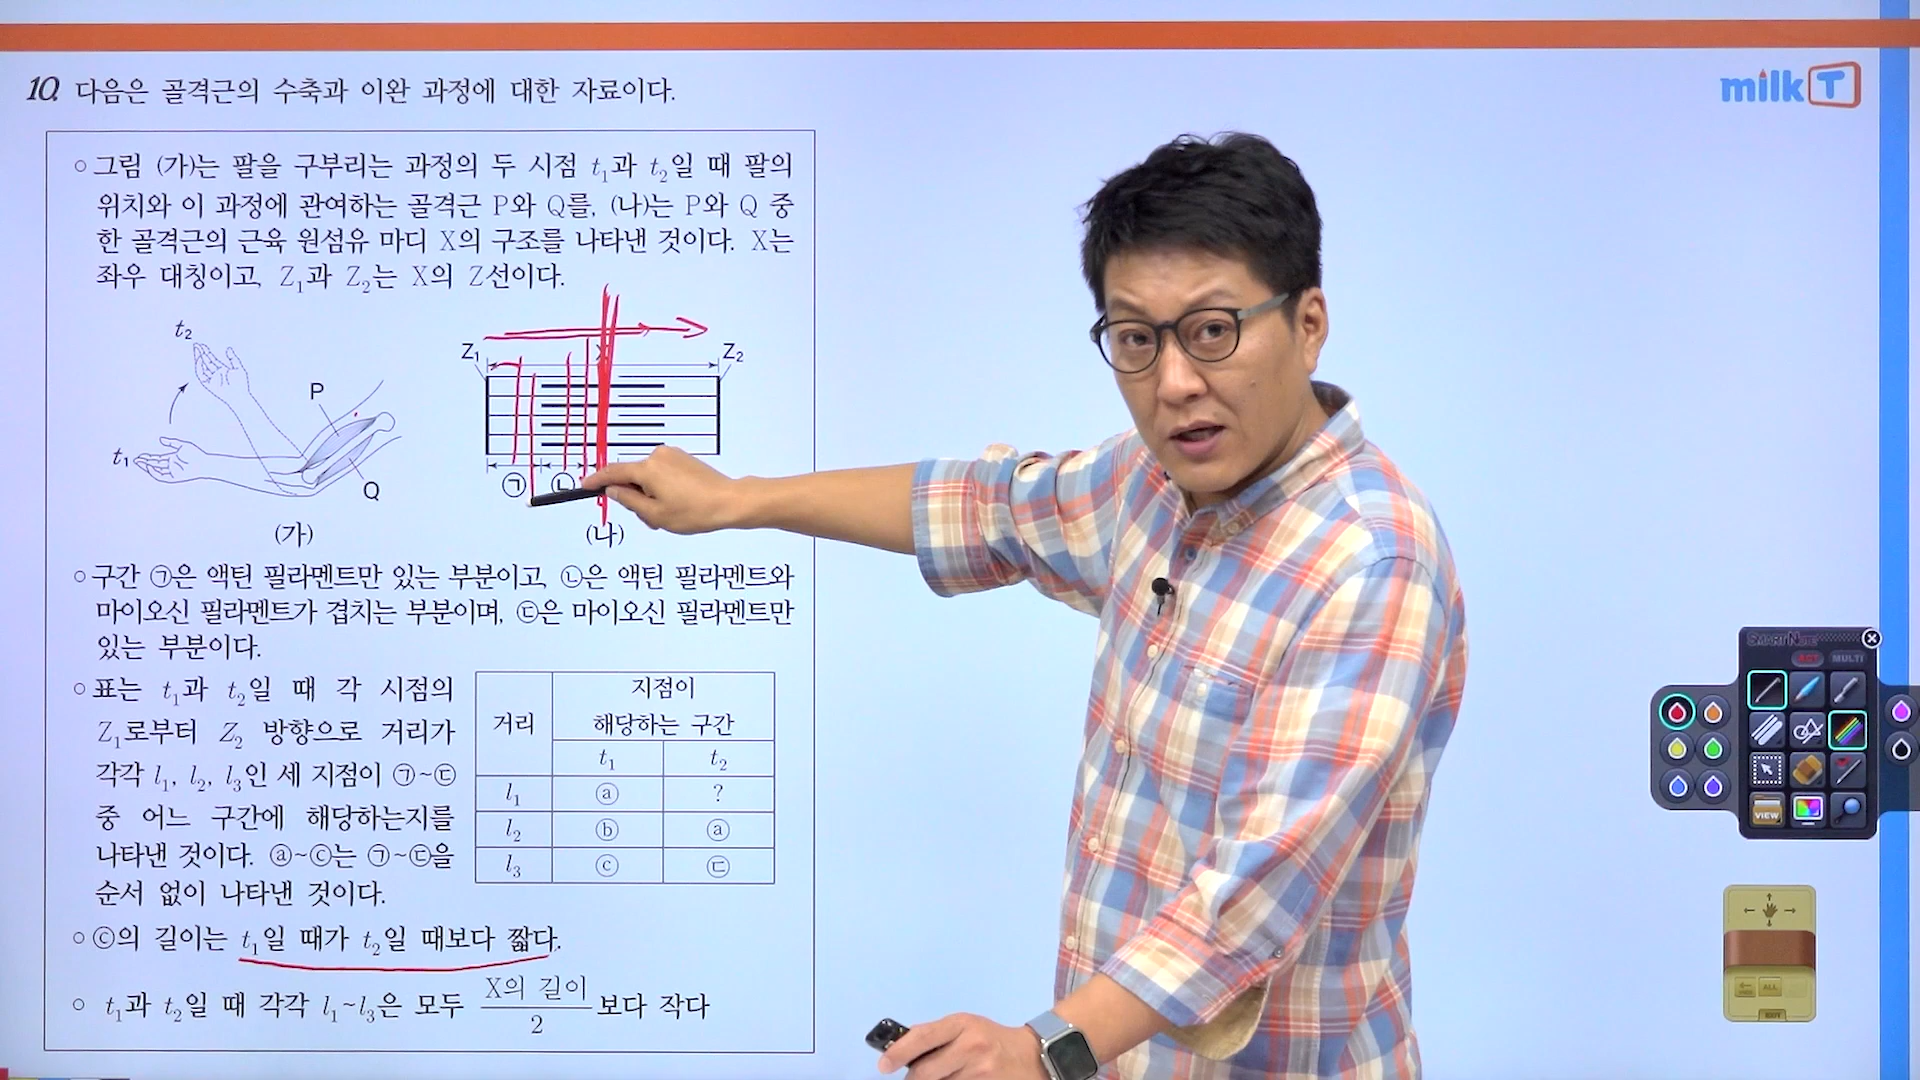 10. 다음은 골격근의 수축과 이완 과정에 대한 자료이다.
milk T
○ 그림 (가)는 팔을 구부리는 과정의 두 시점 t₁과 t₂일 때 팔의
위치와 이 과정에 관여하는 골격근 P와 Q를, (나)는 P와 Q 중
한 골격근의 근육 원섬유 마디 X의 구조를 나타낸 것이다. X는
좌우 대칭이고, Z₁과 Z₂는 X의 Z선이다.
t₂
P
t₁
Q
(가)
Z₁
Z₂
㉠ ㉡
(나)
○ 구간 ㉠은 액틴 필라멘트만 있는 부분이고, ㉡은 액틴 필라멘트와
마이오신 필라멘트가 겹치는 부분이며, ㉢은 마이오신 필라멘트만
있는 부분이다.
○ 표는 t₁과 t₂일 때 각 시점의
Z₁로부터 Z₂ 방향으로 거리가
각각 l₁, l₂, l₃인 세 지점이 ㉠~㉢
중 어느 구간에 해당하는지를
나타낸 것이다. ⓐ~ⓒ는 ㉠~㉢을
순서 없이 나타낸 것이다.
거리 지점이 해당하는 구간
t₁ t₂
l₁ ⓐ ?
l₂ ⓑ ⓐ
l₃ ⓒ ㉢
○ ⓒ의 길이는 t₁일 때가 t₂일 때보다 짧다.
○ t₁과 t₂일 때 각각 l₁~l₃은 모두 X의 길이/2 보다 작다
SMART NOTE
MULTI
VIEW
ALL